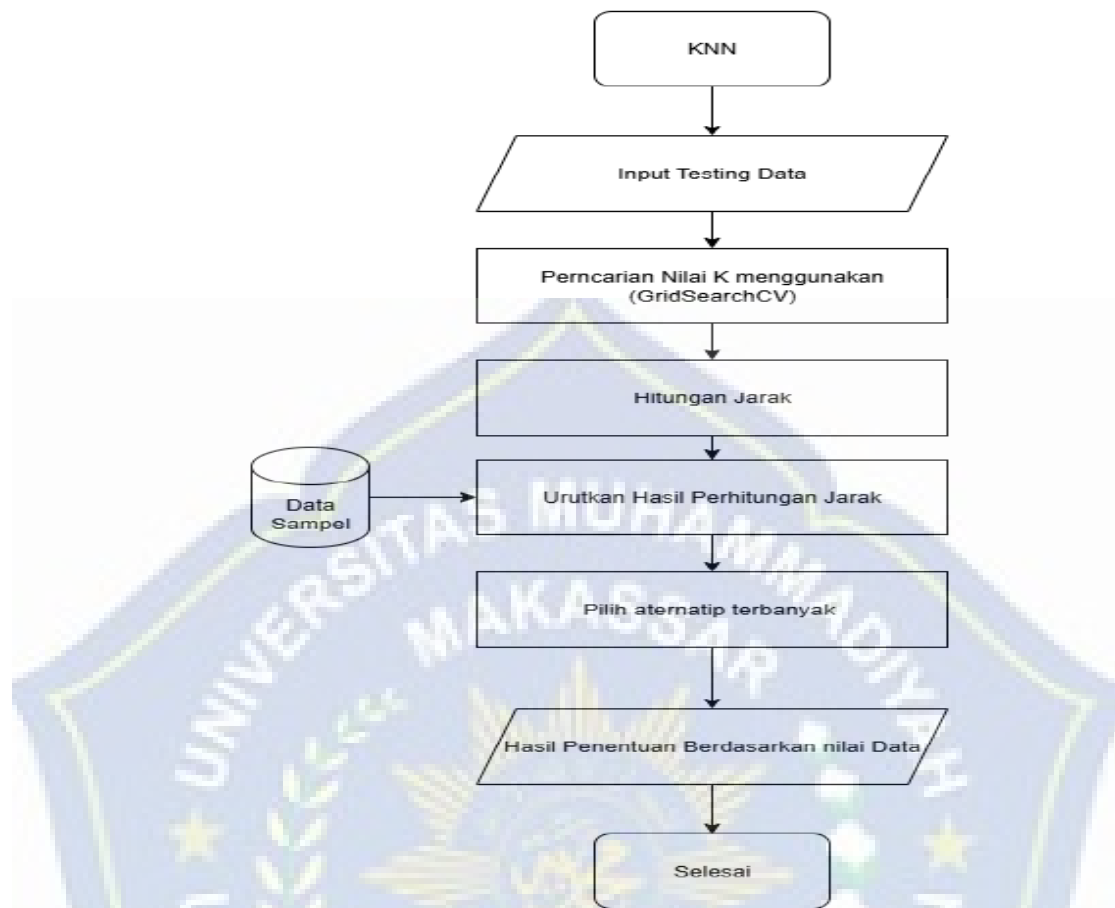 KNN
Input Testing Data
Perncarian Nilai K menggunakan
(GridSearchCV)
Hitungan Jarak
Data
Sampel
Urutkan Hasil Perhitungan Jarak
Pilih aternatip terbanyak
Hasil Penentuan Berdasarkan nilai Data
Selesai
UNIVERSITAS MUHAMMADIYAH
MAKASSAR